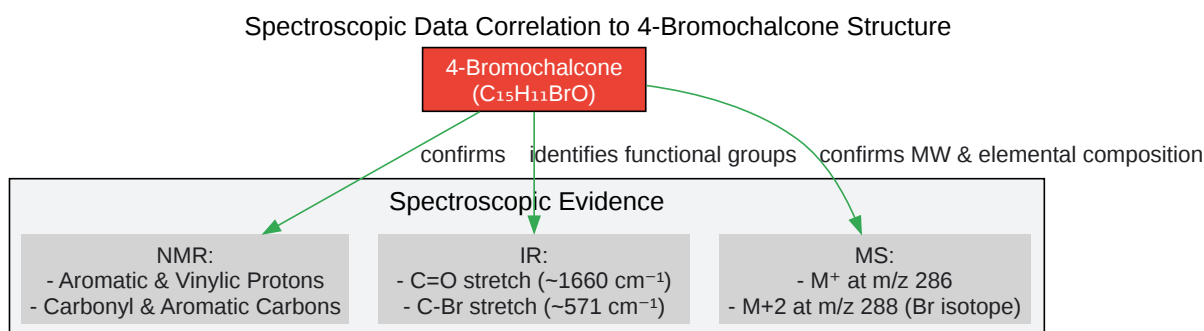 Spectroscopic Data Correlation to 4-Bromochalcone Structure
4-Bromochalcone
(C₁₅H₁₁BrO)
confirms
identifies functional groups
confirms MW & elemental composition
Spectroscopic Evidence
NMR:
- Aromatic & Vinylic Protons
- Carbonyl & Aromatic Carbons
IR:
- C=O stretch (~1660 cm⁻¹)
- C-Br stretch (~571 cm⁻¹)
MS:
- M⁺ at m/z 286
- M+2 at m/z 288 (Br isotope)